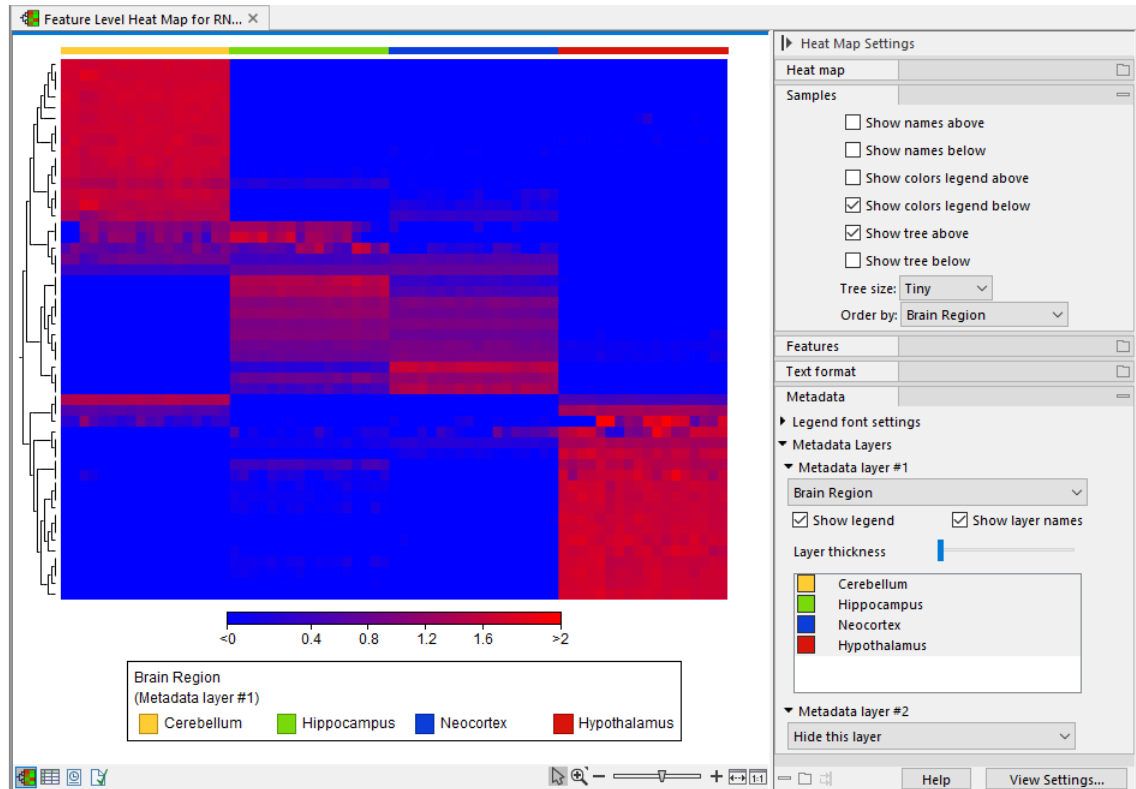 Feature Level Heat Map for RN...
Heat Map Settings
Heat map
Samples
Show names above
Show names below
Show colors legend above
Show colors legend below
Show tree above
Show tree below
Tree size: Tiny
Order by: Brain Region
Features
Text format
Metadata
Legend font settings
Metadata Layers
Metadata layer #1
Brain Region
Show legend Show layer names
Layer thickness
Cerebellum
Hippocampus
Neocortex
Hypothalamus
Metadata layer #2
Hide this layer
<0 0.4 0.8 1.2 1.6 >2
Brain Region
(Metadata layer #1)
Cerebellum Hippocampus Neocortex Hypothalamus
1:1
Help View Settings...